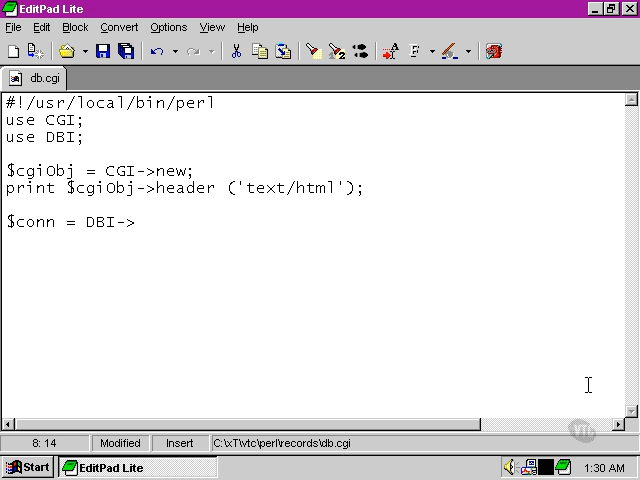 EditPad Lite
File Edit Block Convert Options View Help
db.cgi
#!/usr/local/bin/perl
use CGI;
use DBI;
$cgiObj = CGI->new;
print $cgiObj->header ('text/html');
$conn = DBI->
VTC
8: 14 Modified Insert C:\xT\vtc\perl\records\db.cgi
Start EditPad Lite 1:30 AM